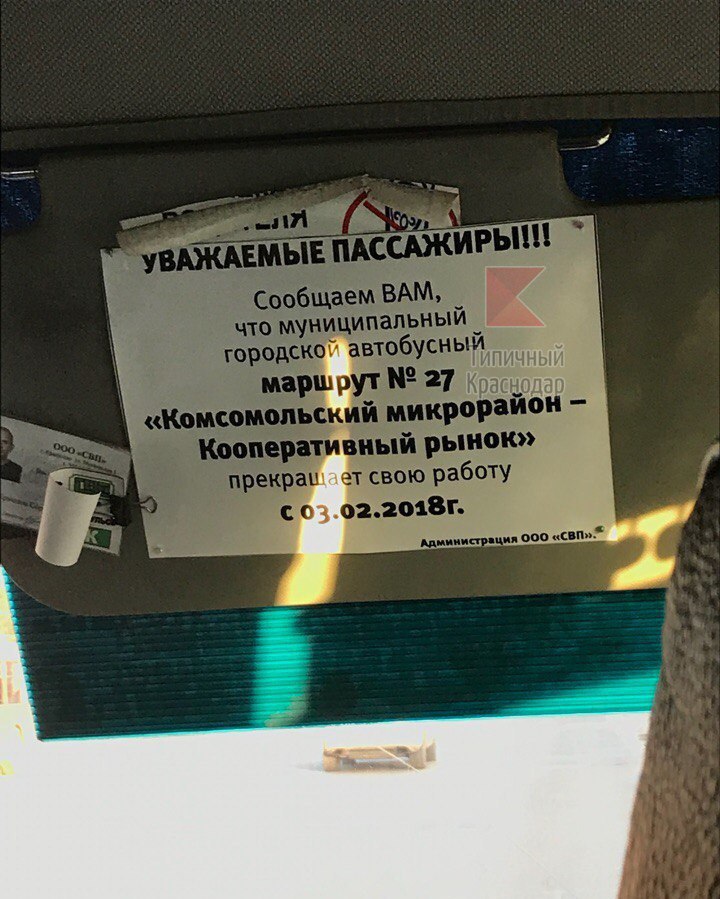 УВАЖАЕМЫЕ ПАССАЖИРЫ!!!
Сообщаем ВАМ,
что муниципальный
городской автобусный
маршрут № 27
«Комсомольский микрорайон –
Кооперативный рынок»
прекращает свою работу
с 03.02.2018г.
Администрация ООО «СВП».
Типичный
Краснодар
ООО «СВП»